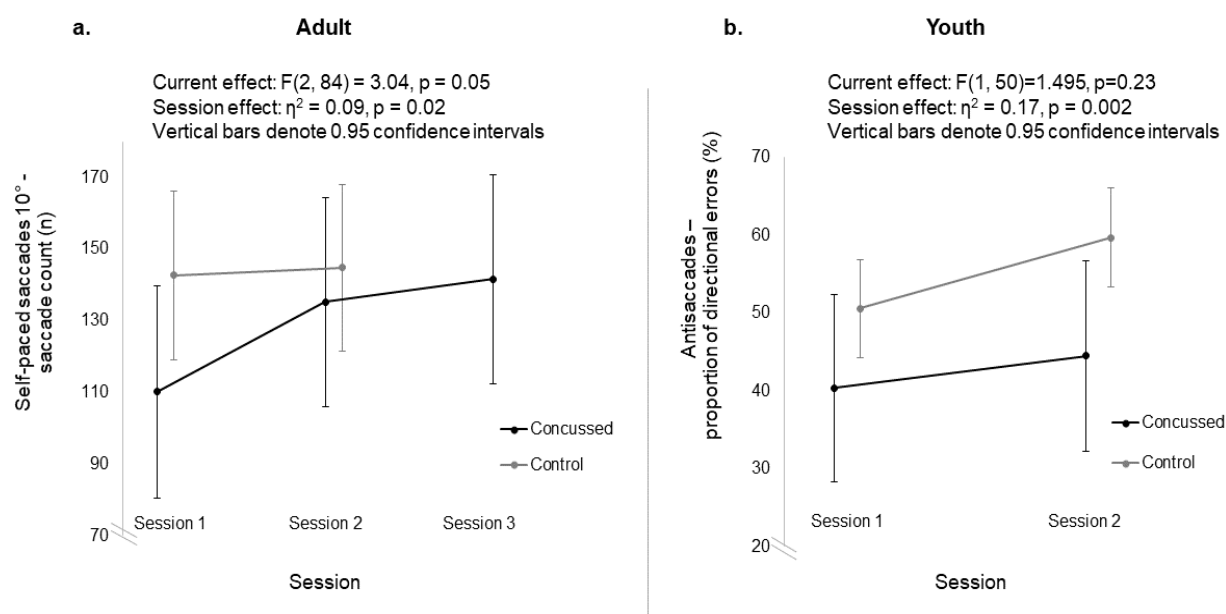 a.
Adult
Current effect: F(2, 84) = 3.04, p = 0.05
Session effect: η² = 0.09, p = 0.02
Vertical bars denote 0.95 confidence intervals
Self-paced saccades 10° -
saccade count (n)
170
150
130
110
90
70
Concussed
Control
Session 1
Session 2
Session 3
Session
b.
Youth
Current effect: F(1, 50)=1.495, p=0.23
Session effect: η² = 0.17, p = 0.002
Vertical bars denote 0.95 confidence intervals
Antisaccades –
proportion of directional errors (%)
70
60
50
40
30
20
Concussed
Control
Session 1
Session 2
Session